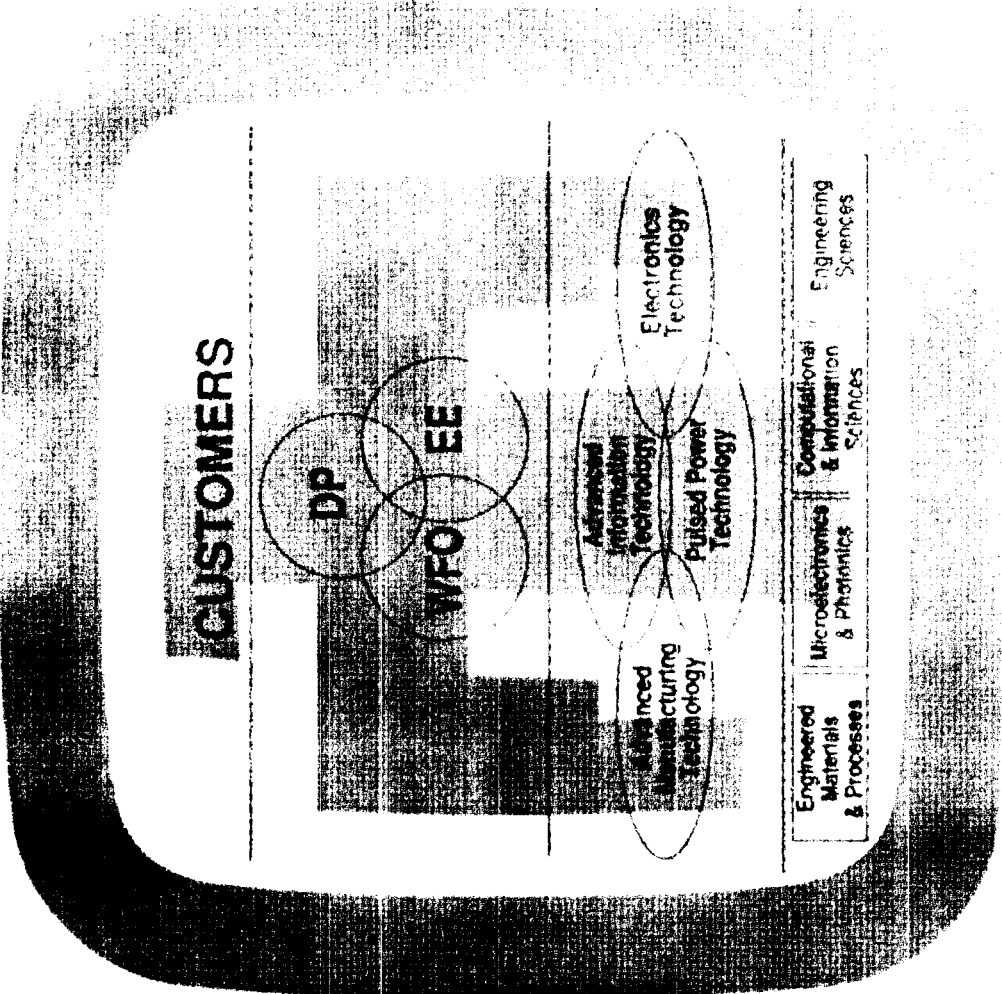 CUSTOMERS
DP
WFO
EE
Advanced
Manufacturing
Technology
Advanced
Information
Technology
Pulsed Power
Technology
Electronics
Technology
Engineered
Materials
& Processes
Microelectronics
& Photonics
Computational
& Information
Sciences
Engineering
Sciences